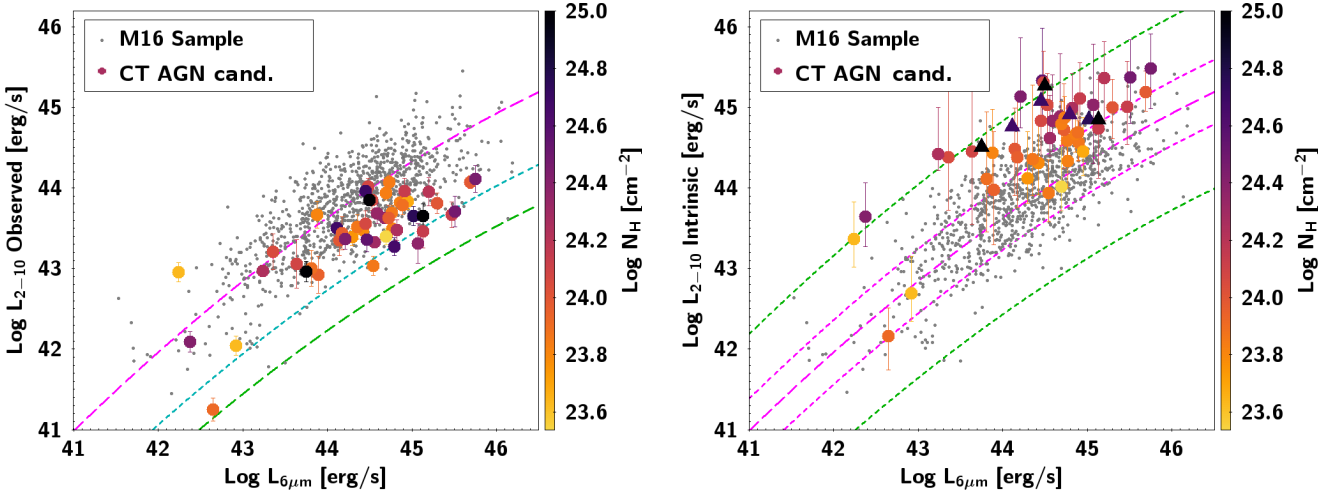 46
45
44
43
42
41
Log L2−10 Observed [erg/s]
M16 Sample
CT AGN cand.
41 42 43 44 45 46
Log L6μm [erg/s]
25.0
24.8
24.6
24.4
24.2
24.0
23.8
23.6
Log NH [cm−2]
46
45
44
43
42
41
Log L2−10 Intrinsic [erg/s]
M16 Sample
CT AGN cand.
41 42 43 44 45 46
Log L6μm [erg/s]
25.0
24.8
24.6
24.4
24.2
24.0
23.8
23.6
Log NH [cm−2]